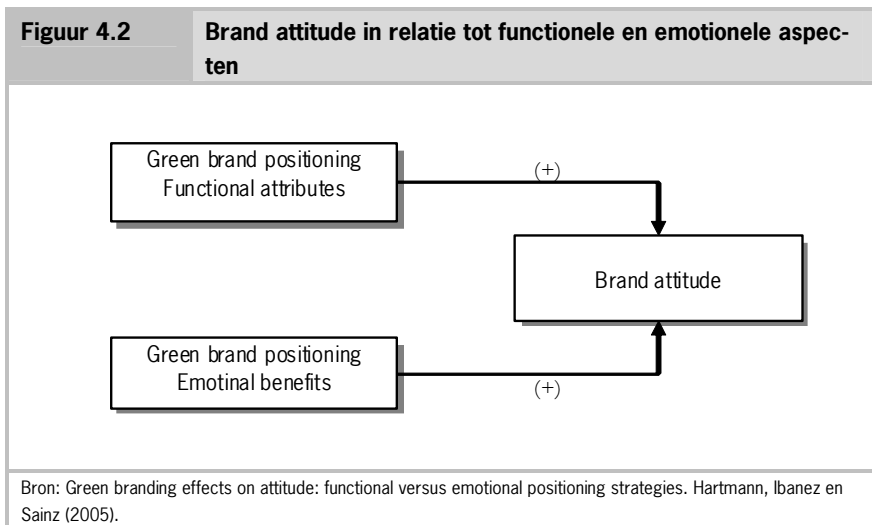 Figuur 4.2 Brand attitude in relatie tot functionele en emotionele aspec-
ten
Green brand positioning
Functional attributes
(+)
Brand attitude
Green brand positioning
Emotinal benefits
(+)
Bron: Green branding effects on attitude: functional versus emotional positioning strategies. Hartmann, Ibanez en
Sainz (2005).